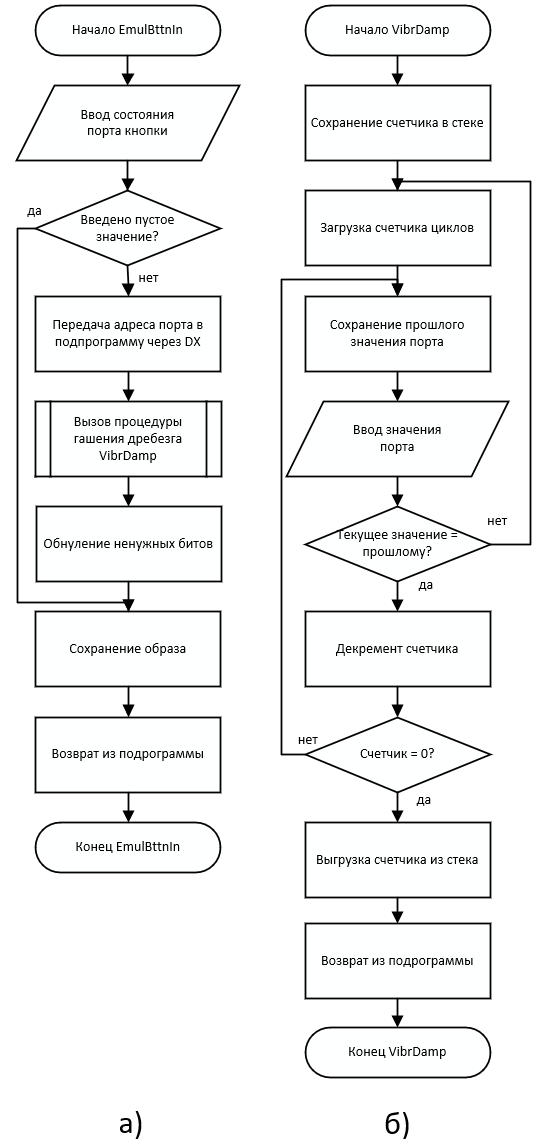 Начало EmulBttnIn
Ввод состояния
порта кнопки
да
Введено пустое
значение?
нет
Передача адреса порта в
подпрограмму через DX
Вызов процедуры
гашения дребезга
VibrDamp
Обнуление ненужных битов
Сохранение образа
Возврат из подрограммы
Конец EmulBttnIn
а)
Начало VibrDamp
Сохранение счетчика в стеке
Загрузка счетчика циклов
Сохранение прошлого
значения порта
Ввод значения
порта
Текущее значение =
прошлому?
нет
да
Декремент счетчика
нет
Счетчик = 0?
да
Выгрузка счетчика из стека
Возврат из подрограммы
Конец VibrDamp
б)